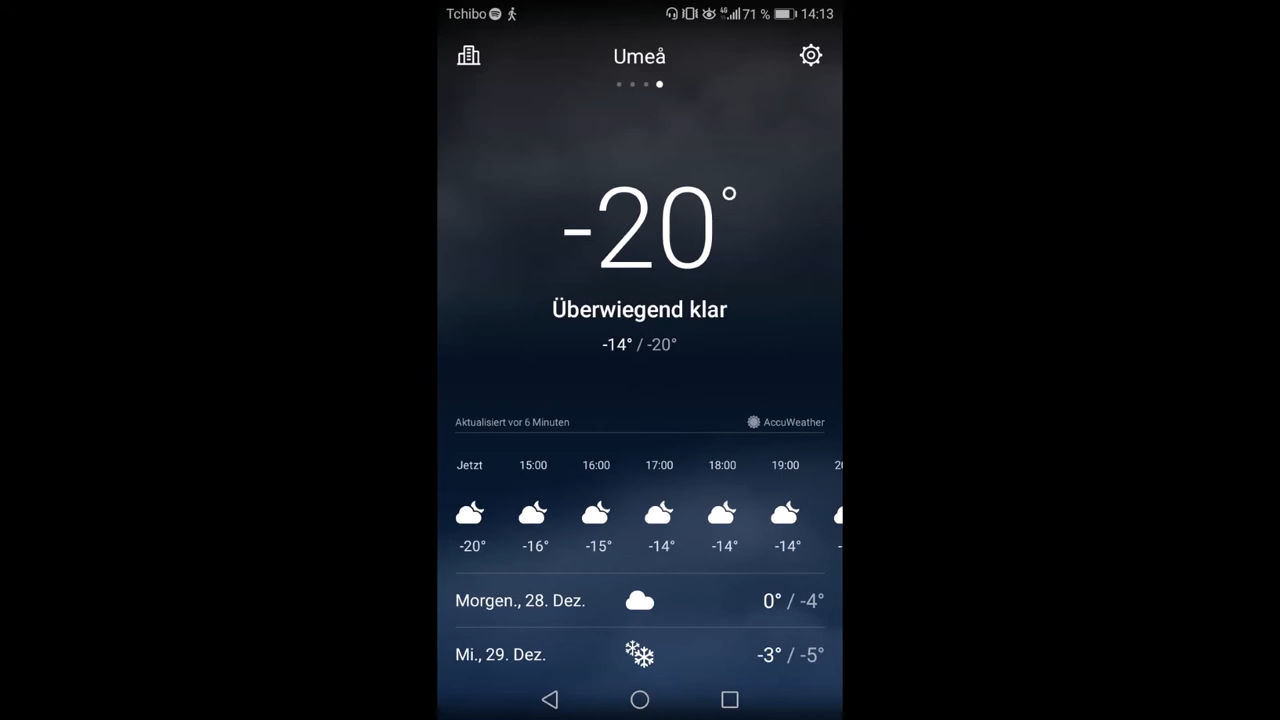 Tchibo 4G 71 % 14:13
Umeå
-20°
Überwiegend klar
-14° / -20°
Aktualisiert vor 6 Minuten AccuWeather
Jetzt 15:00 16:00 17:00 18:00 19:00
-20° -16° -15° -14° -14° -14°
Morgen., 28. Dez. 0° / -4°
Mi., 29. Dez. -3° / -5°